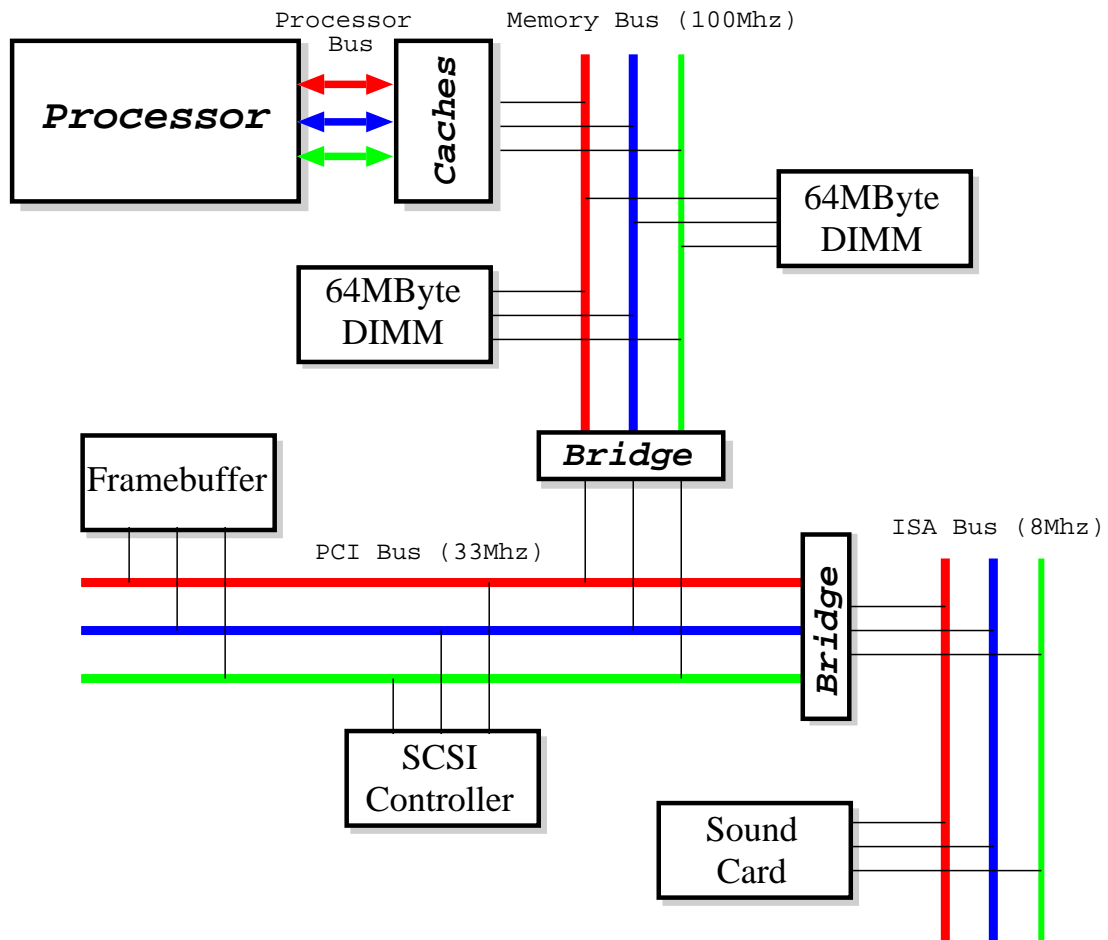 Processor
Bus
Memory Bus (100Mhz)
Processor
Caches
64MByte
DIMM
64MByte
DIMM
Bridge
Framebuffer
PCI Bus (33Mhz)
ISA Bus (8Mhz)
Bridge
SCSI
Controller
Sound
Card